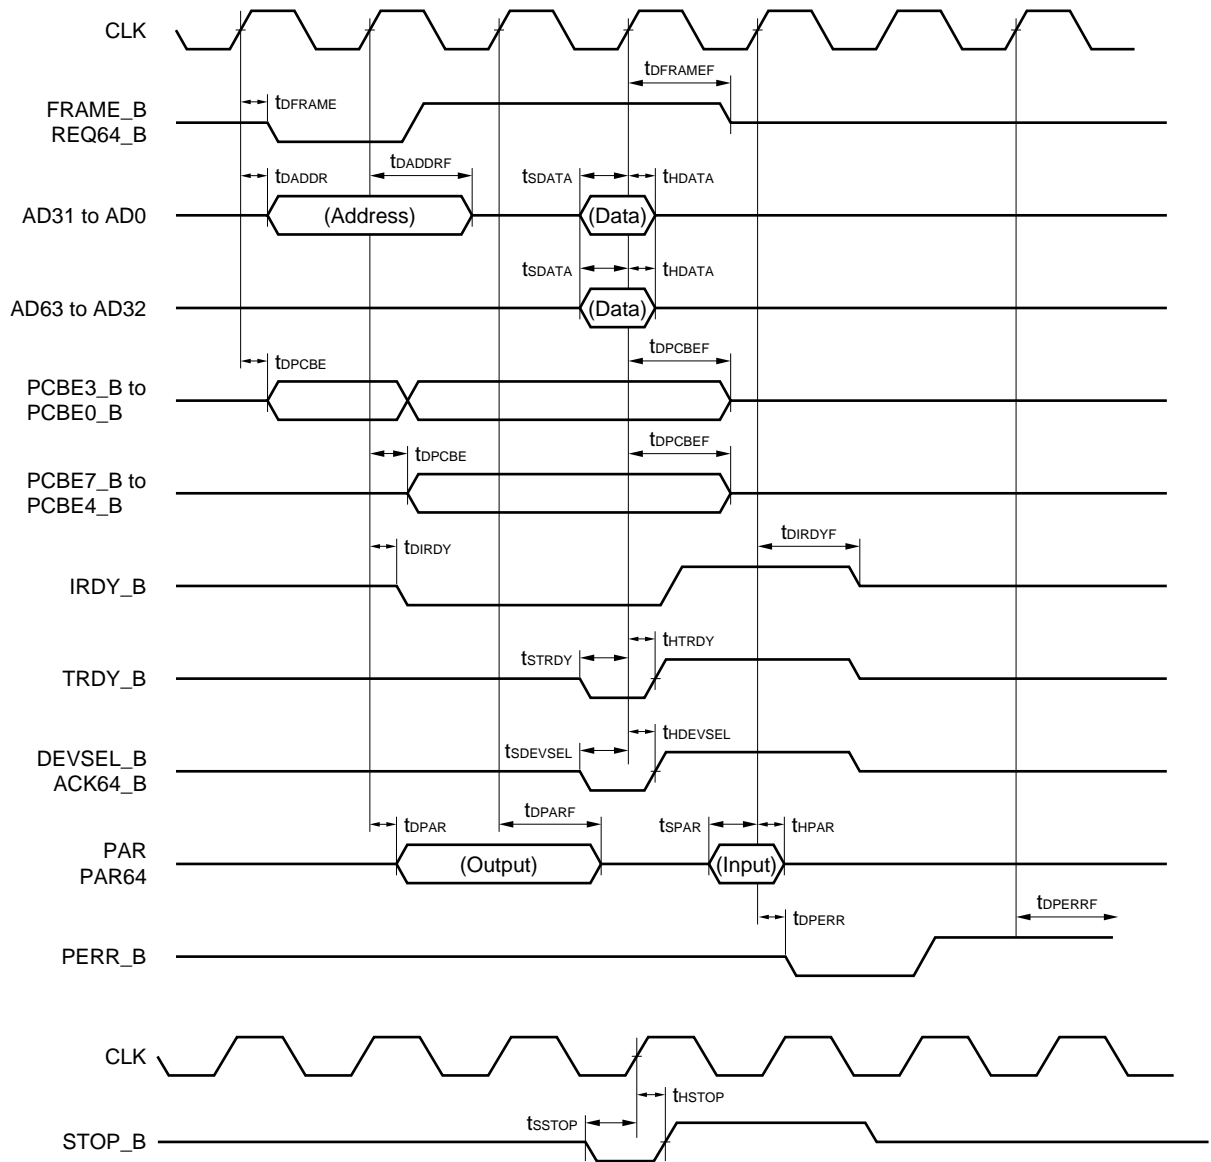 CLK
tDFRAMEF
FRAME_B
REQ64_B
tDFRAME
tDADDR
tDADDRF
tSDATA
tHDATA
AD31 to AD0
(Address)
(Data)
tSDATA
tHDATA
AD63 to AD32
(Data)
tDPCBE
tDPCBEF
PCBE3_B to
PCBE0_B
tDPCBE
tDPCBEF
PCBE7_B to
PCBE4_B
tDIRDY
tDIRDYF
IRDY_B
tSTRDY
tHTRDY
TRDY_B
tSDEVSEL
tHDEVSEL
DEVSEL_B
ACK64_B
tDPAR
tDPARF
tSPAR
tHPAR
PAR
PAR64
(Output)
(Input)
tDPERR
tDPERRF
PERR_B
CLK
tSSTOP
tHSTOP
STOP_B